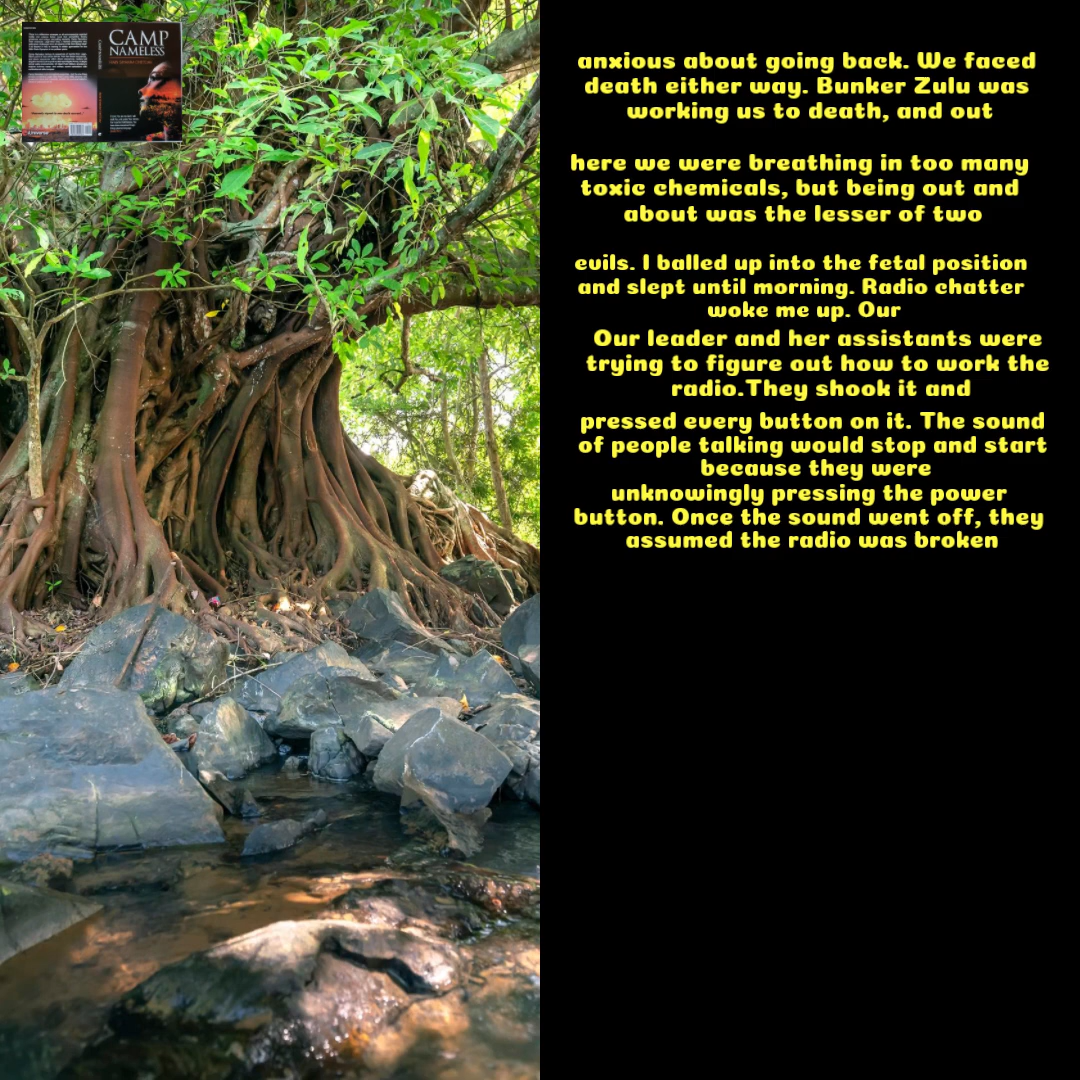 CAMP
NAMELESS
anxious about going back. We faced
death either way. Bunker Zulu was
working us to death, and out
here we were breathing in too many
toxic chemicals, but being out and
about was the lesser of two
evils. I balled up into the fetal position
and slept until morning. Radio chatter
woke me up. Our
Our leader and her assistants were
trying to figure out how to work the
radio.They shook it and
pressed every button on it. The sound
of people talking would stop and start
because they were
unknowingly pressing the power
button. Once the sound went off, they
assumed the radio was broken